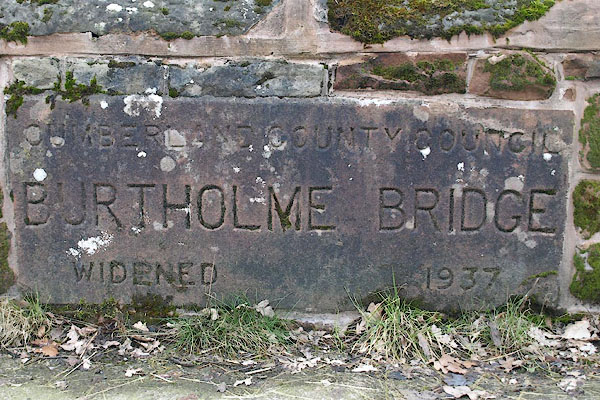 CUMBERLAND COUNTY COUNCIL
BURTHOLME BRIDGE
WIDENED 1937